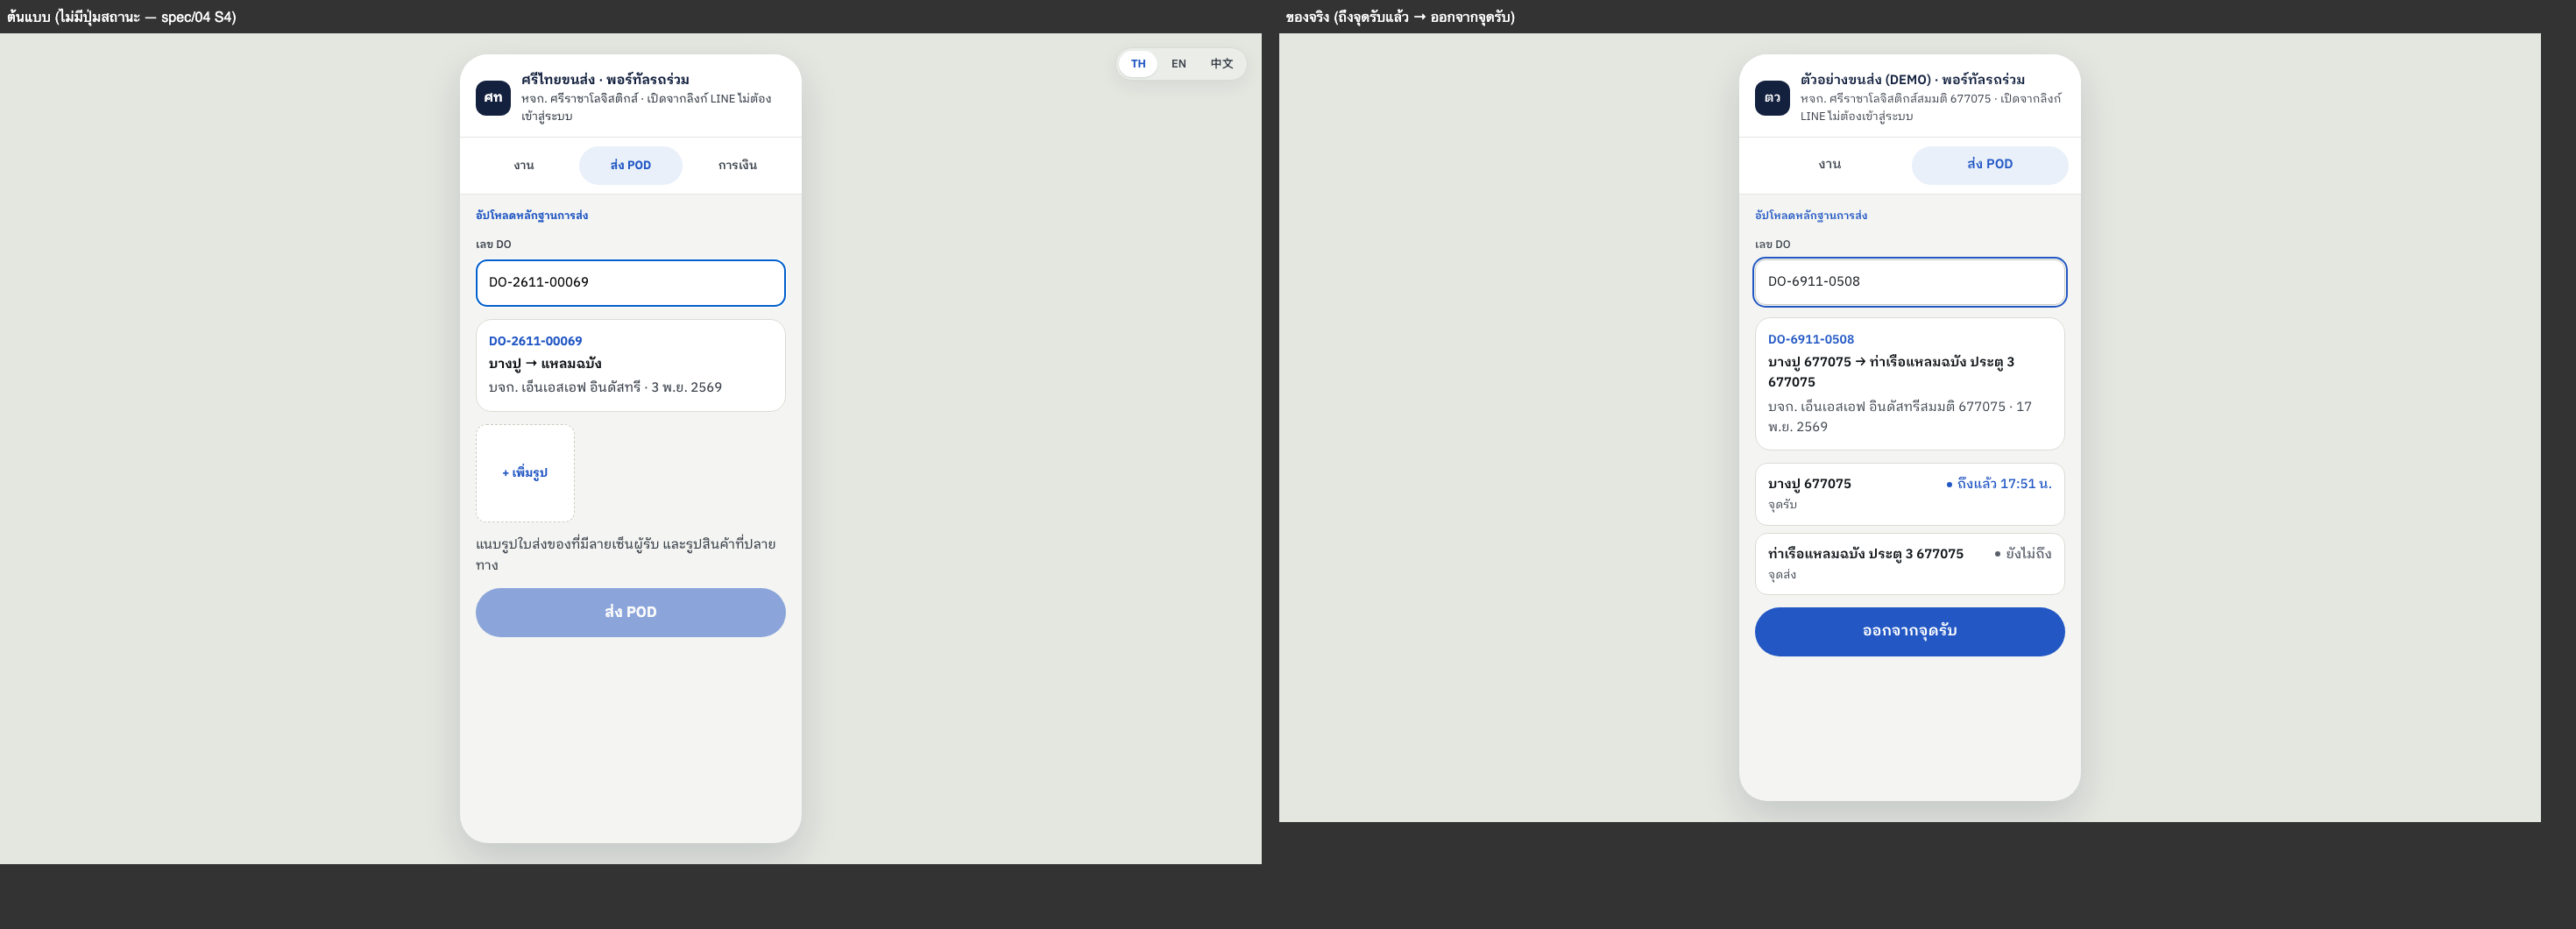 ต้นแบบ (ไม่มีปุ่มสถานะ — spec/04 S4)
TH EN 中文
ศท
ศรีไทยขนส่ง · พอร์ทัลรถร่วม
หจก. ศรีราชาโลจิสติกส์ · เปิดจากลิงก์ LINE ไม่ต้อง
เข้าสู่ระบบ
งาน ส่ง POD การเงิน
อัปโหลดหลักฐานการส่ง
เลข DO
DO-2611-00069
DO-2611-00069
บางปู → แหลมฉบัง
บจก. เอ็นเอสเอฟ อินดัสทรี · 3 พ.ย. 2569
+ เพิ่มรูป
แนบรูปใบส่งของที่มีลายเซ็นผู้รับ และรูปสินค้าที่ปลาย
ทาง
ส่ง POD
ของจริง (ถึงจุดรับแล้ว → ออกจากจุดรับ)
ตว
ตัวอย่างขนส่ง (DEMO) · พอร์ทัลรถร่วม
หจก. ศรีราชาโลจิสติกส์สมมติ 677075 · เปิดจากลิงก์
LINE ไม่ต้องเข้าสู่ระบบ
งาน ส่ง POD
อัปโหลดหลักฐานการส่ง
เลข DO
DO-6911-0508
DO-6911-0508
บางปู 677075 → ท่าเรือแหลมฉบัง ประตู 3
677075
บจก. เอ็นเอสเอฟ อินดัสทรีสมมติ 677075 · 17
พ.ย. 2569
บางปู 677075 • ถึงแล้ว 17:51 น.
จุดรับ
ท่าเรือแหลมฉบัง ประตู 3 677075 • ยังไม่ถึง
จุดส่ง
ออกจากจุดรับ